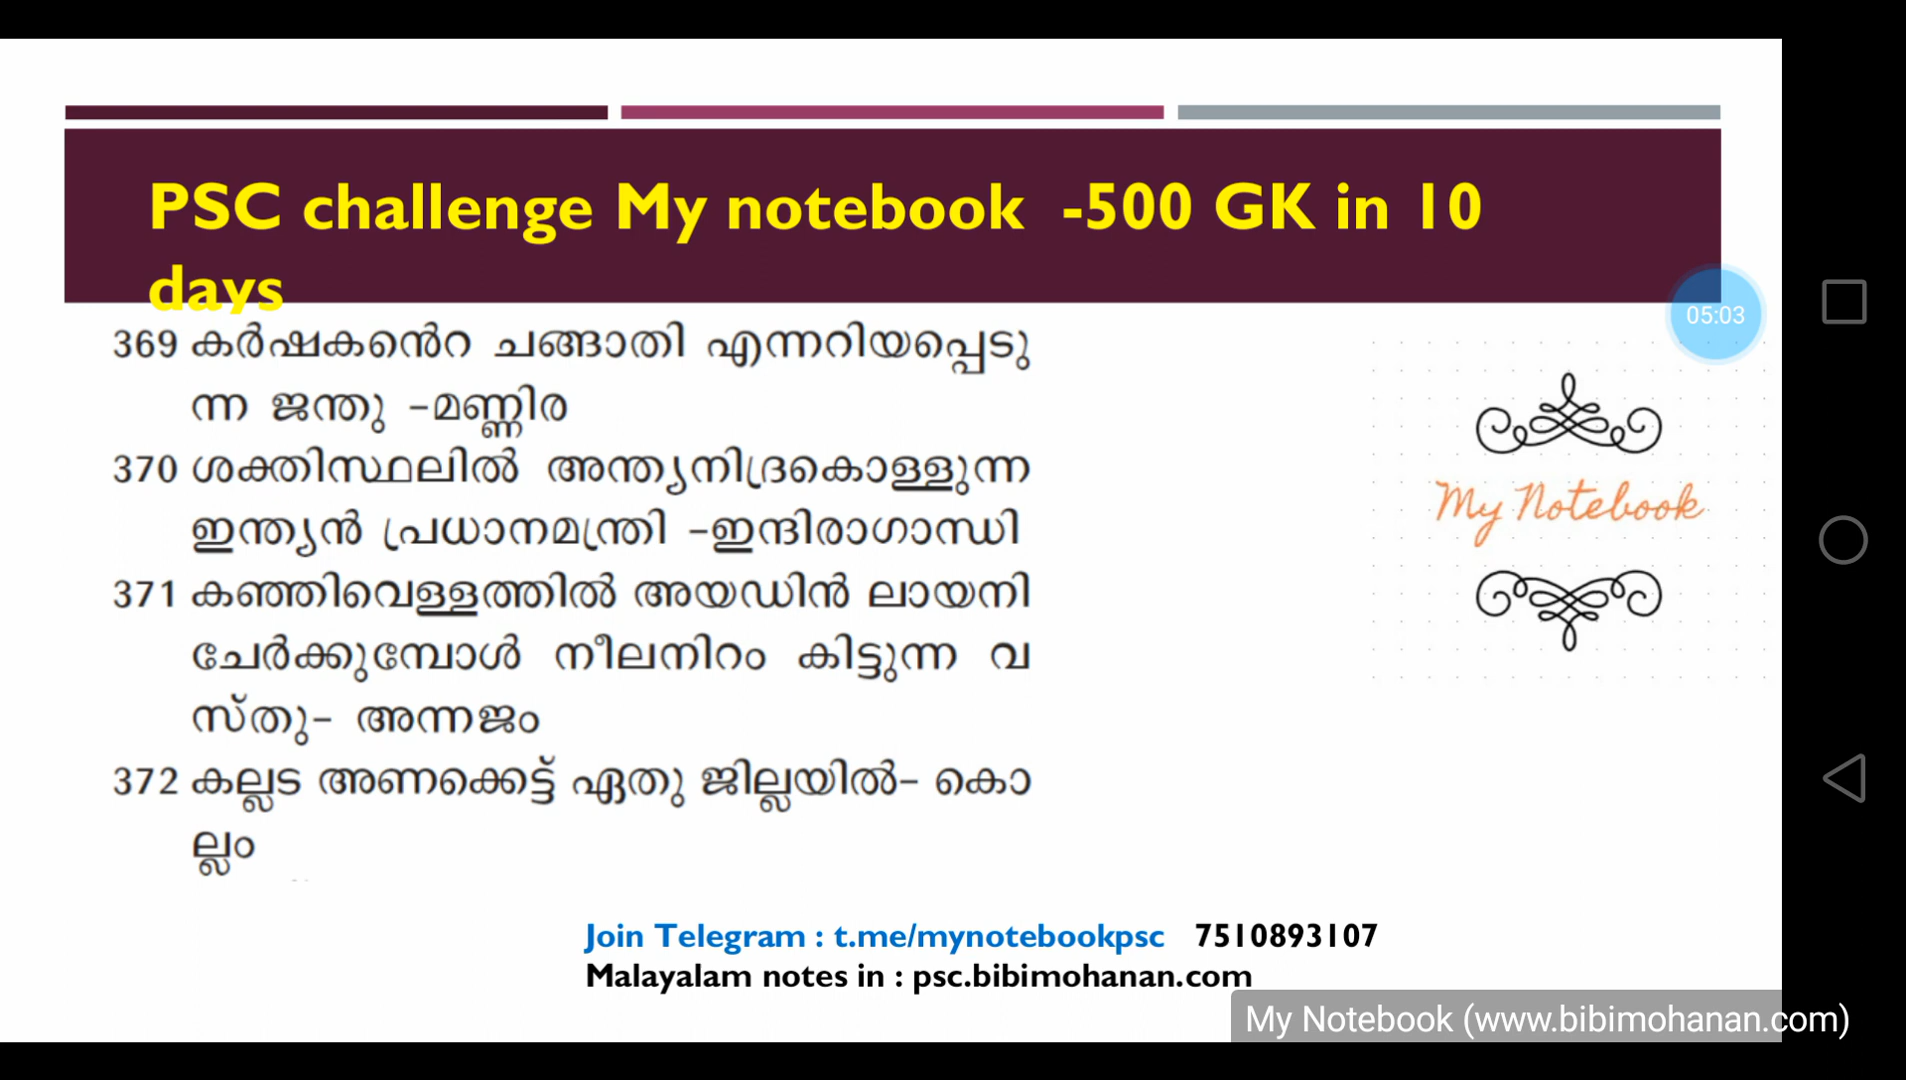 PSC challenge My notebook -500 GK in 10
days
05:03
369 കർഷകൻെറ ചങ്ങാതി എന്നറിയപ്പെടു
ന്ന ജന്തു -മണ്ണിര
370 ശക്തിസ്ഥലിൽ അന്ത്യനിദ്രകൊള്ളുന്ന
ഇന്ത്യൻ പ്രധാനമന്ത്രി -ഇന്ദിരാഗാന്ധി
371 കഞ്ഞിവെള്ളത്തിൽ അയഡിൻ ലായനി
ചേർക്കുമ്പോൾ നീലനിറം കിട്ടുന്ന വ
സ്തു- അന്നജം
372 കല്ലട അണക്കെട്ട് ഏതു ജില്ലയിൽ- കൊ
ല്ലം
My Notebook
Join Telegram : t.me/mynotebookpsc 7510893107
Malayalam notes in : psc.bibimohanan.com
My Notebook (www.bibimohanan.com)